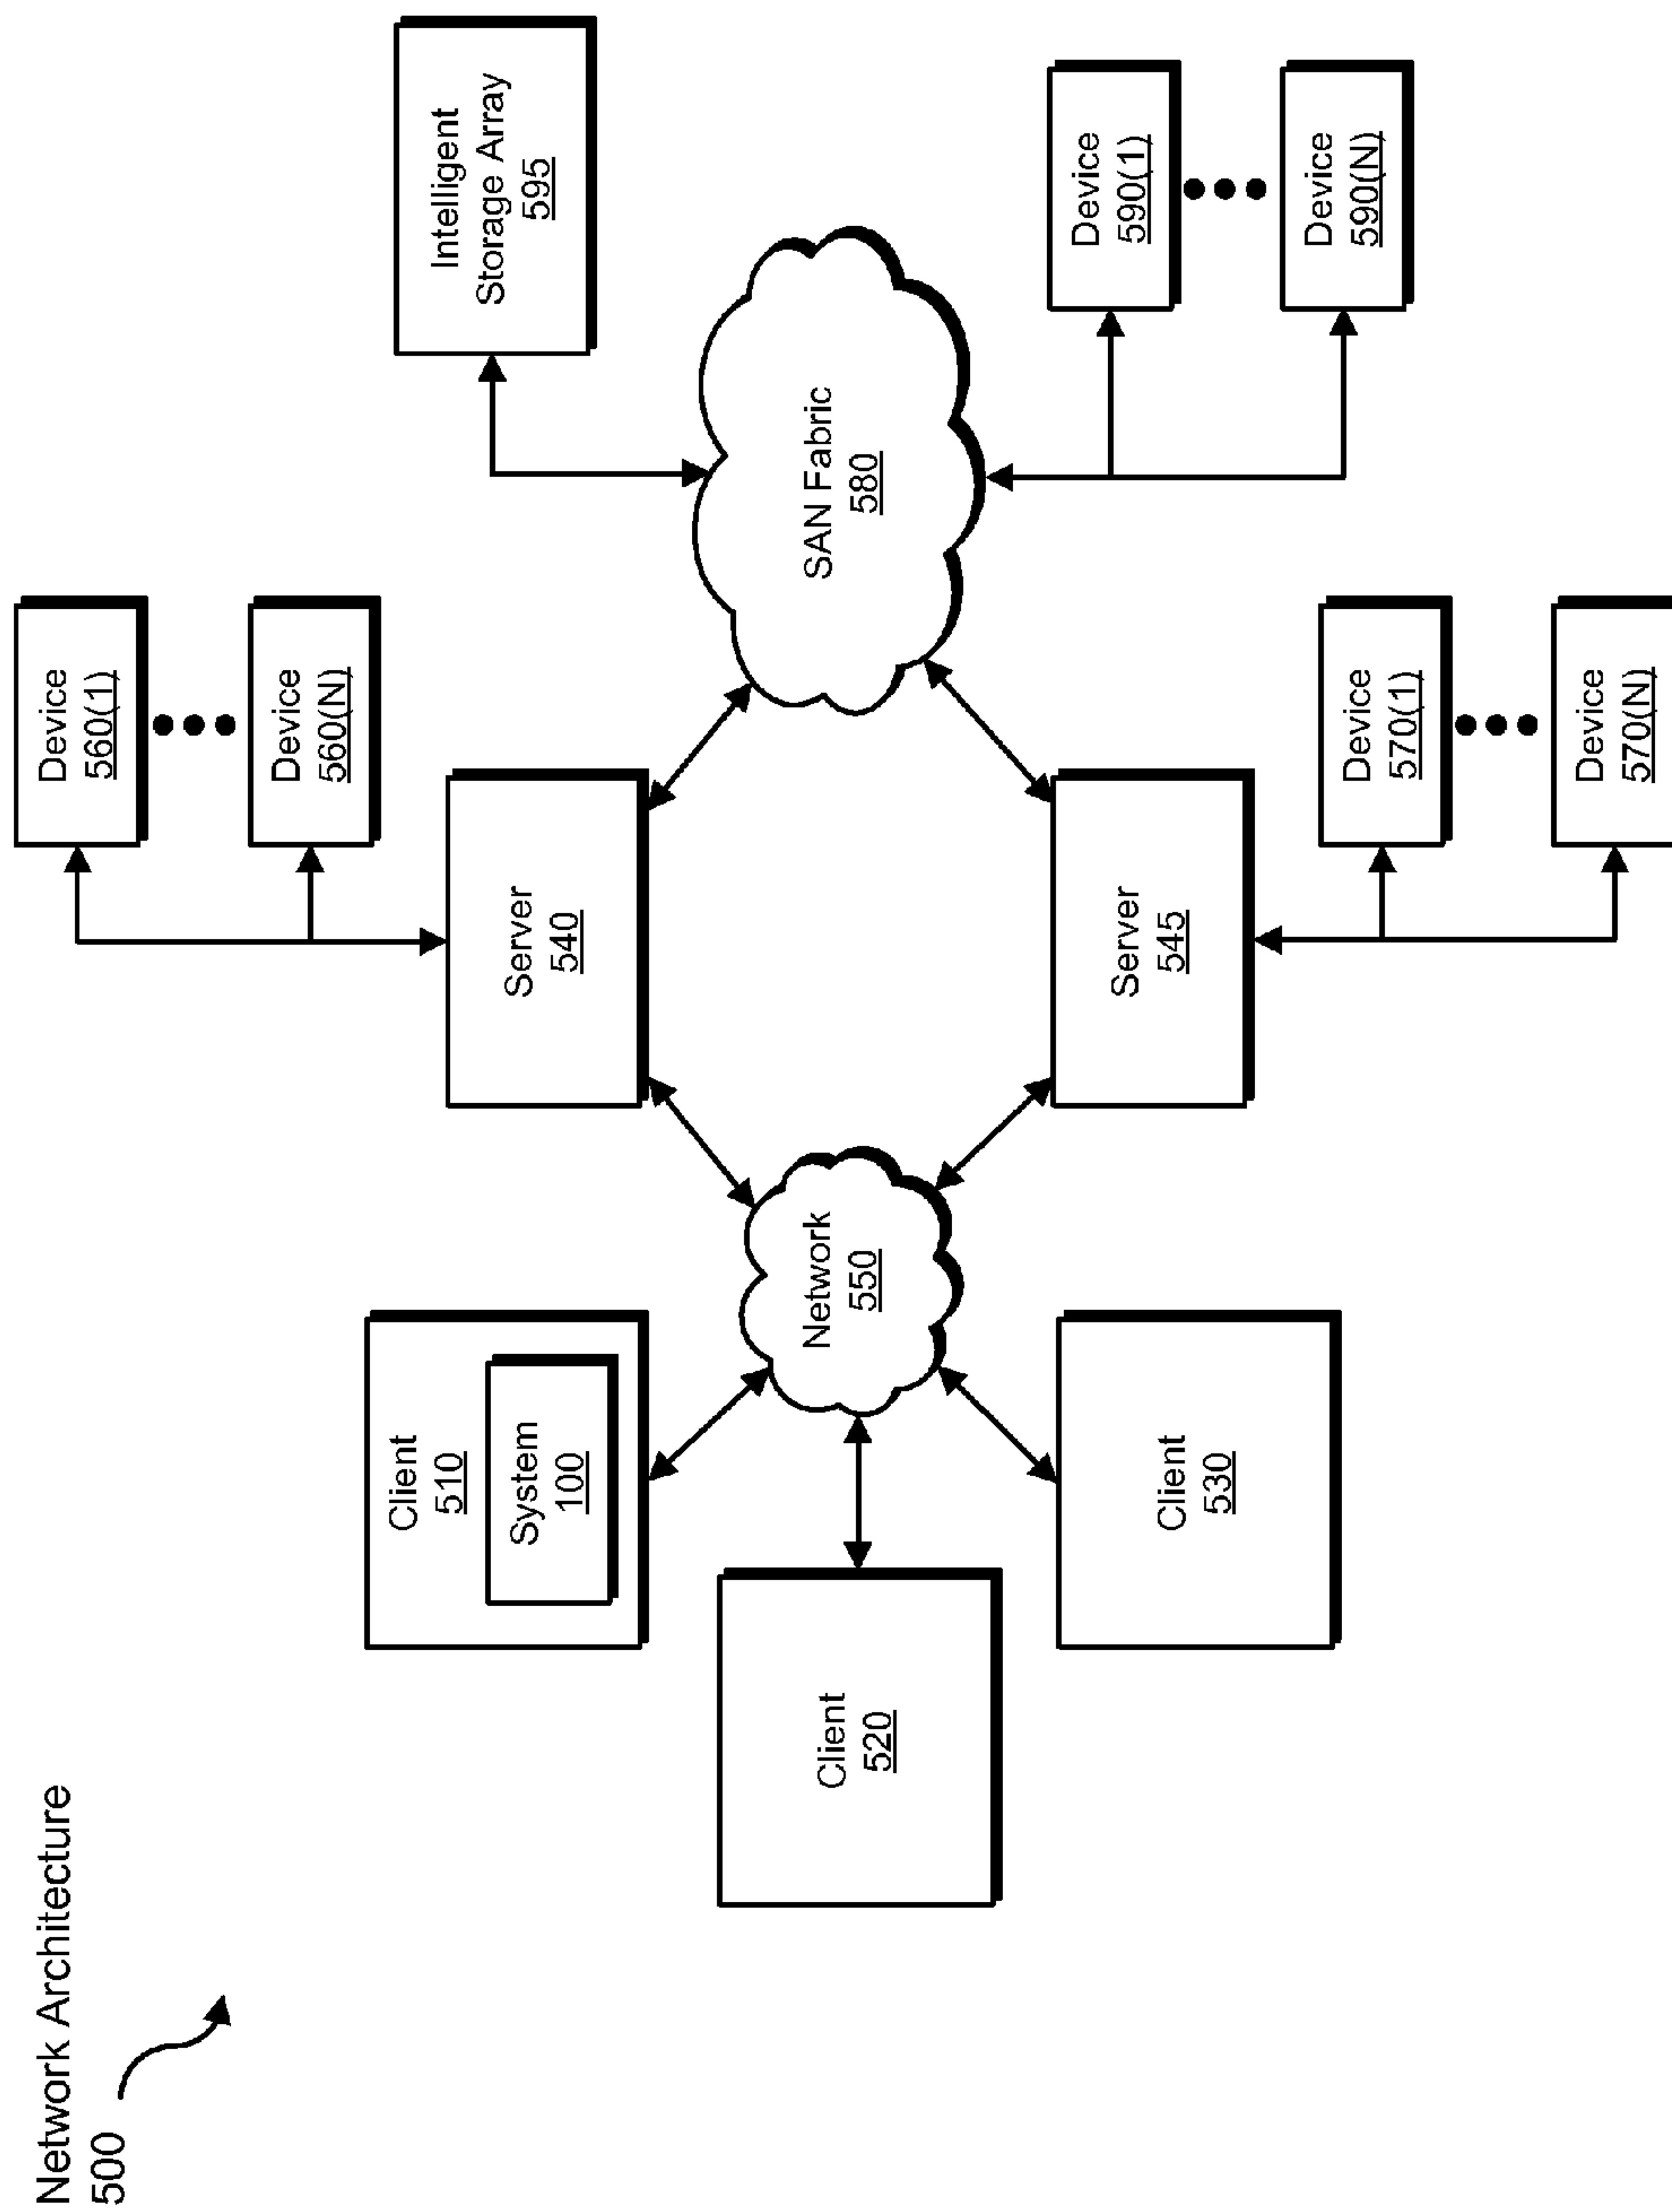 Network Architecture
500
Client
510
System
100
Client
520
Client
530
Network
550
Server
540
Server
545
Device
560(1)
Device
560(N)
Device
570(1)
Device
570(N)
SAN Fabric
580
Intelligent
Storage Array
595
Device
590(1)
Device
590(N)